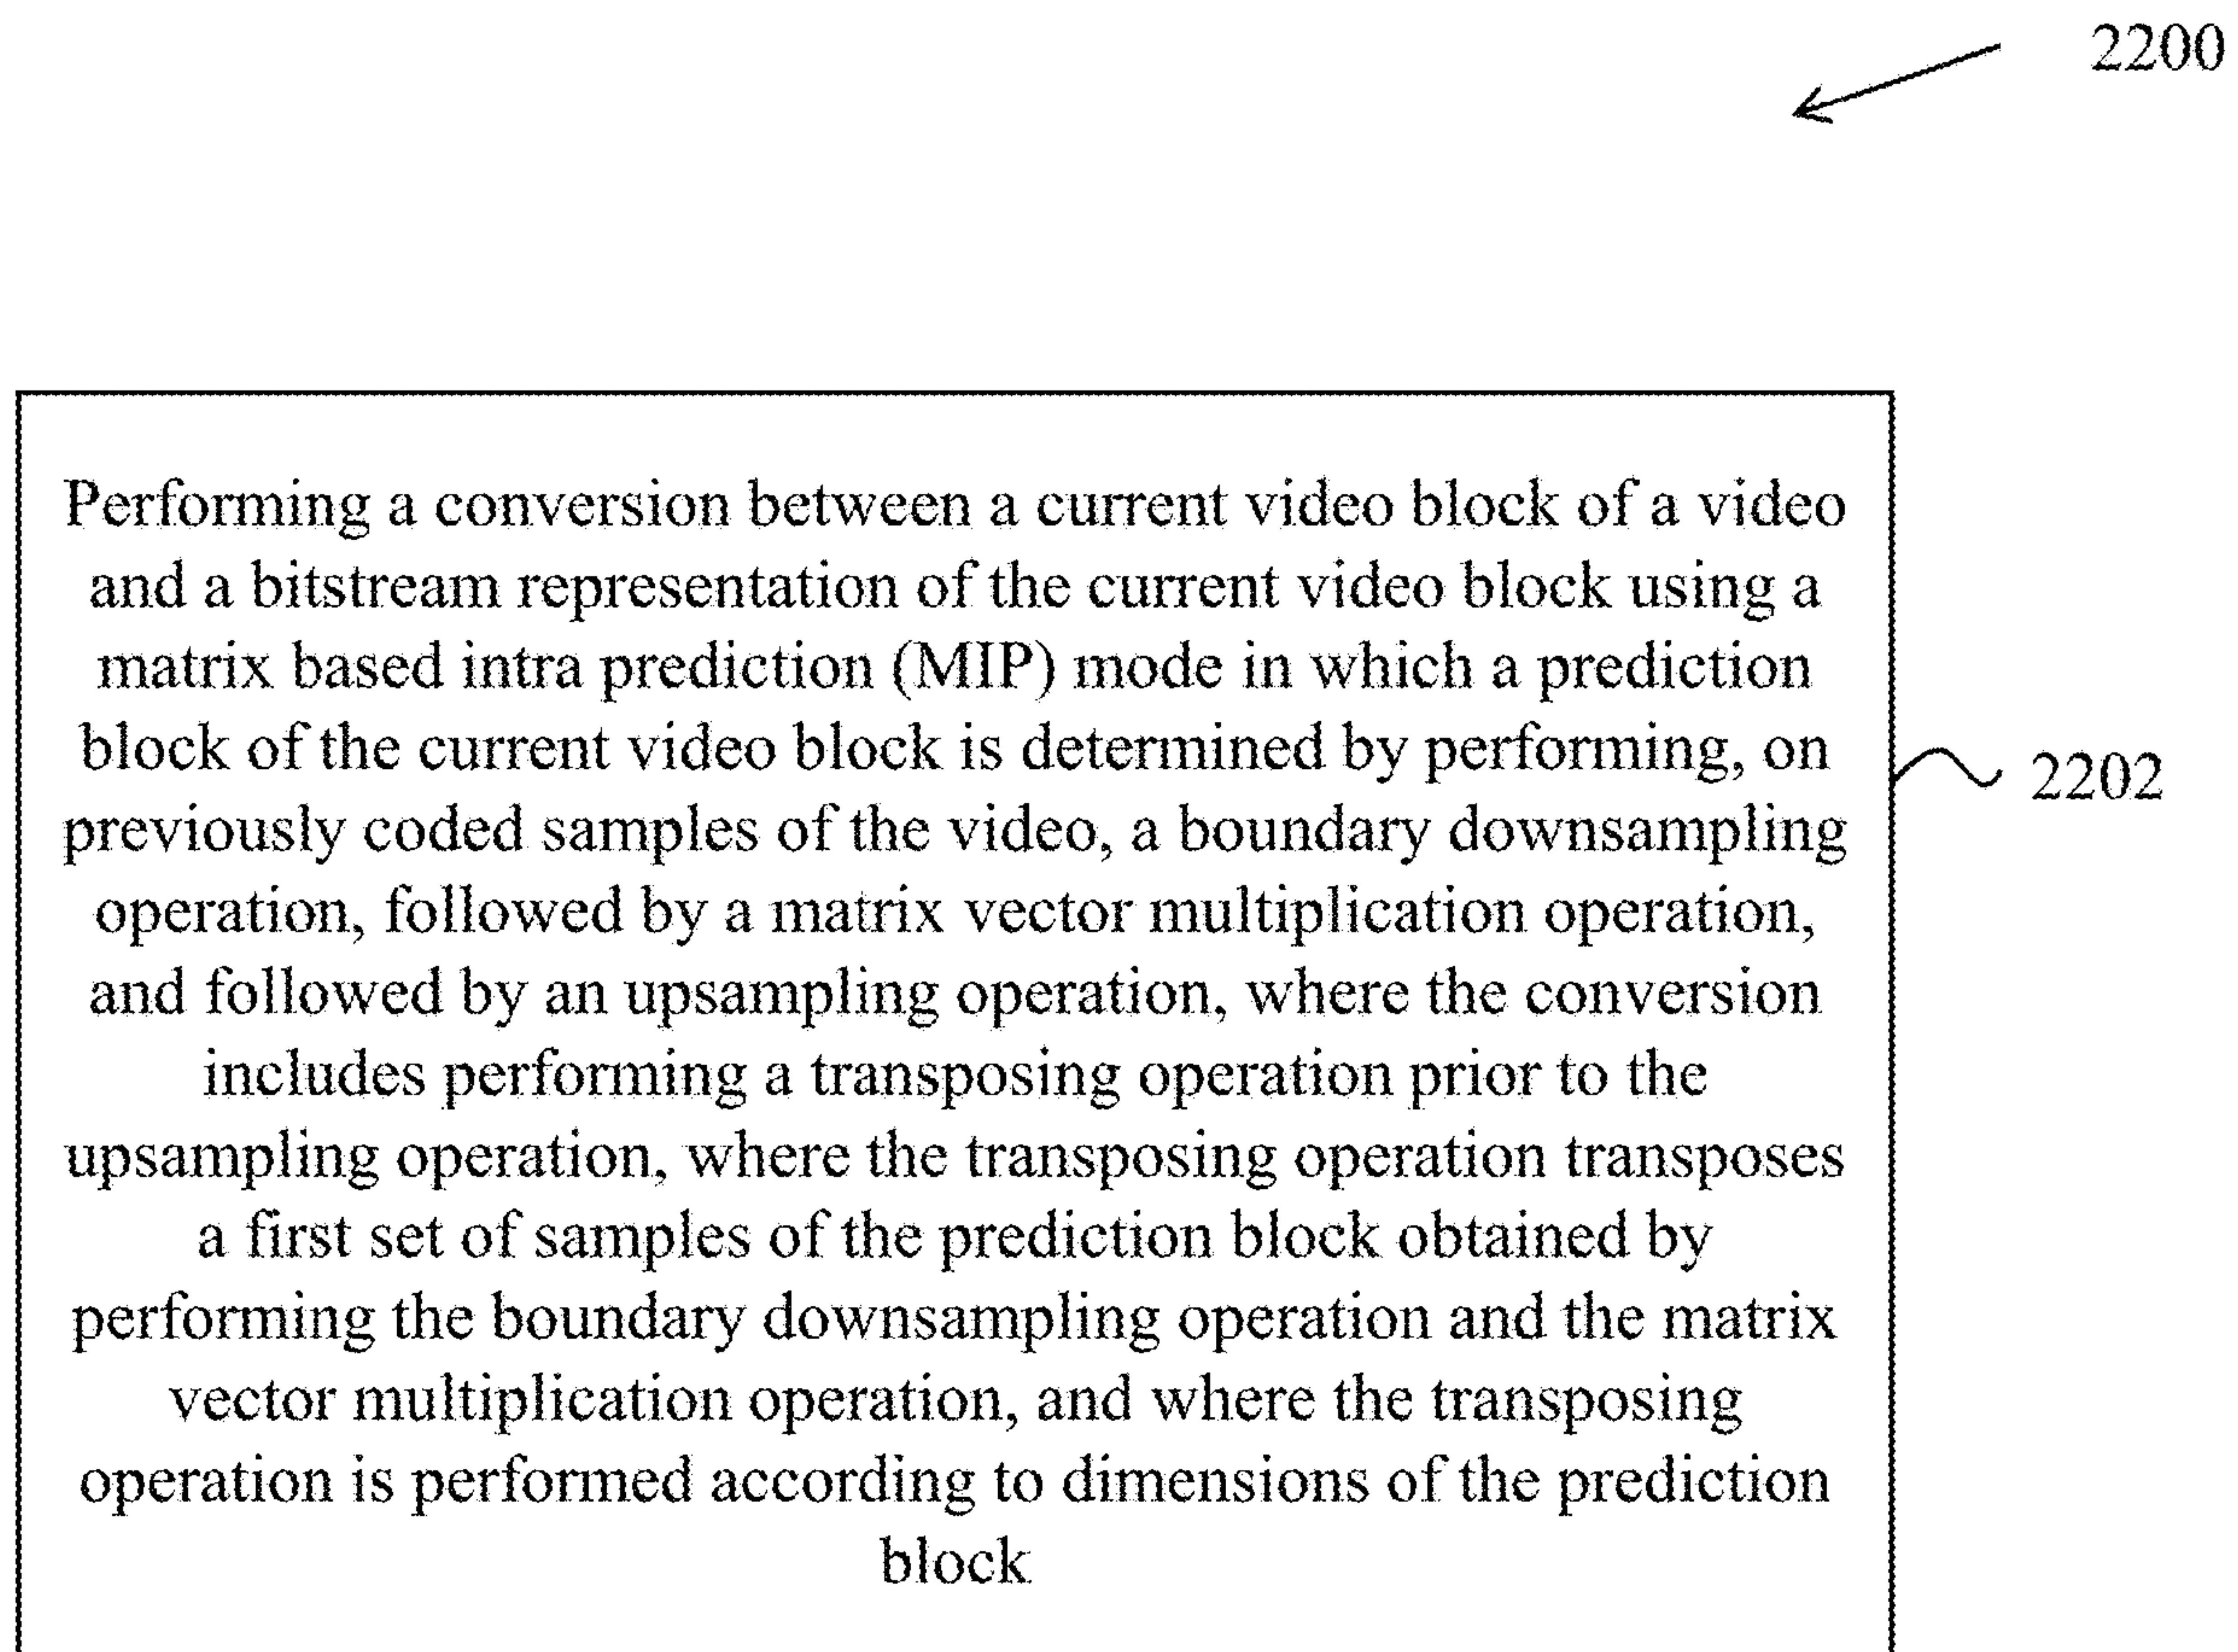 2200
Performing a conversion between a current video block of a video
and a bitstream representation of the current video block using a
matrix based intra prediction (MIP) mode in which a prediction
block of the current video block is determined by performing, on
previously coded samples of the video, a boundary downsampling
operation, followed by a matrix vector multiplication operation,
and followed by an upsampling operation, where the conversion
includes performing a transposing operation prior to the
upsampling operation, where the transposing operation transposes
a first set of samples of the prediction block obtained by
performing the boundary downsampling operation and the matrix
vector multiplication operation, and where the transposing
operation is performed according to dimensions of the prediction
block
2202